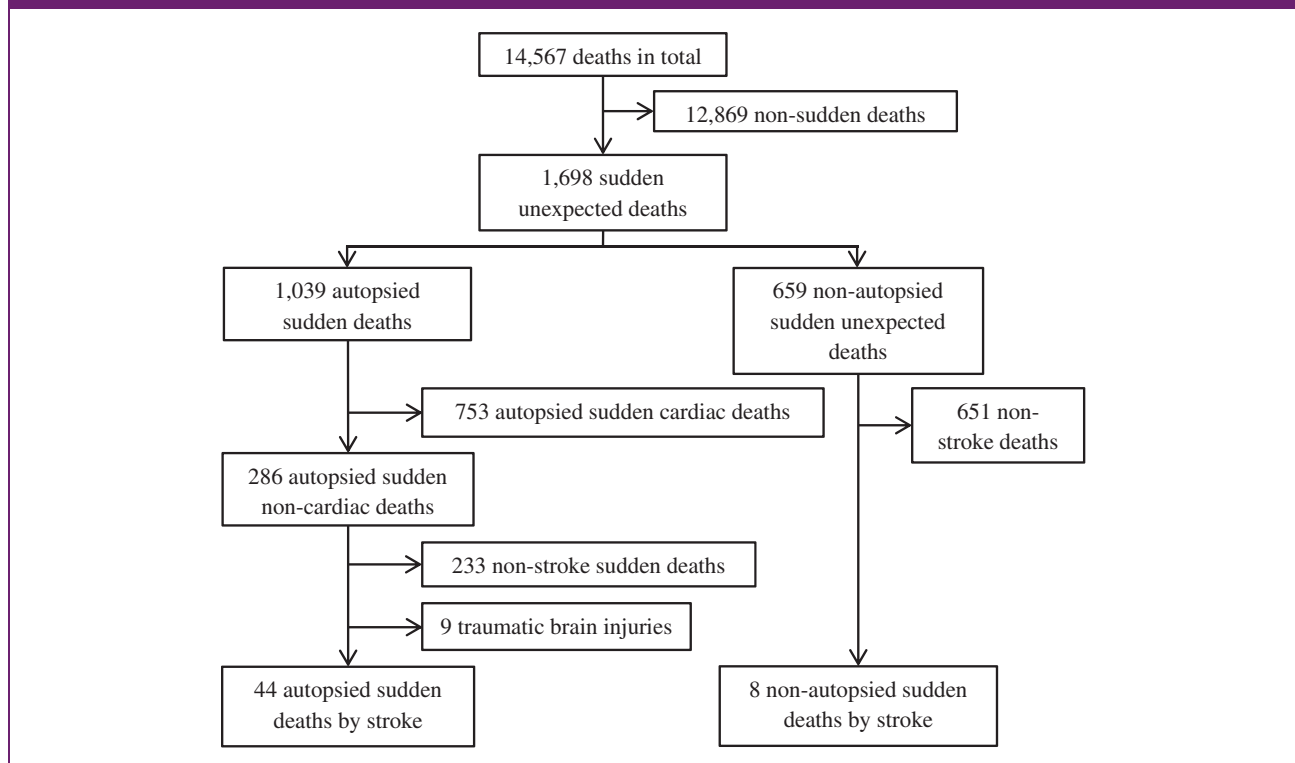 14,567 deaths in total
12,869 non-sudden deaths
1,698 sudden
unexpected deaths
1,039 autopsied
sudden deaths
659 non-autopsied
sudden unexpected
deaths
753 autopsied sudden cardiac deaths
651 non-
stroke deaths
286 autopsied sudden
non-cardiac deaths
233 non-stroke sudden deaths
9 traumatic brain injuries
44 autopsied sudden
deaths by stroke
8 non-autopsied sudden
deaths by stroke